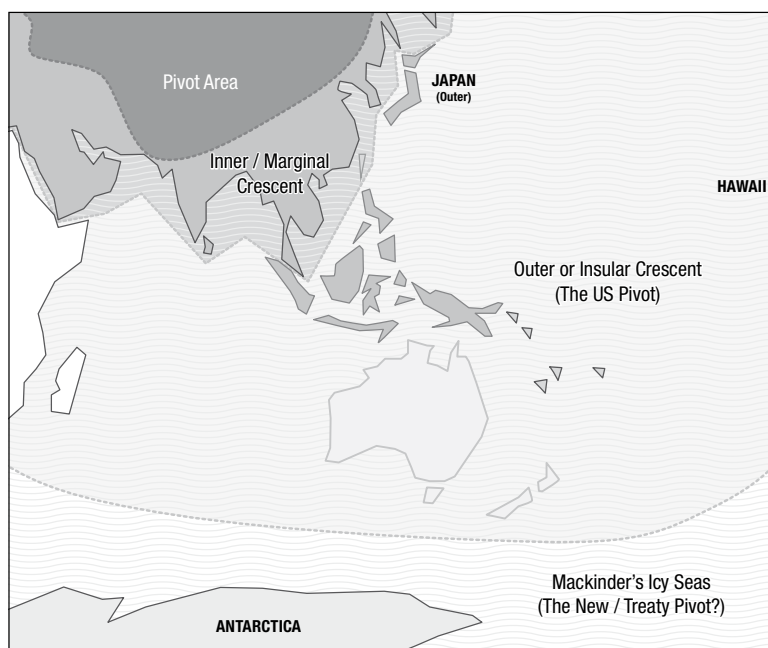 Pivot Area
JAPAN
(Outer)
Inner / Marginal
Crescent
HAWAII
Outer or Insular Crescent
(The US Pivot)
Mackinder’s Icy Seas
(The New / Treaty Pivot?)
ANTARCTICA